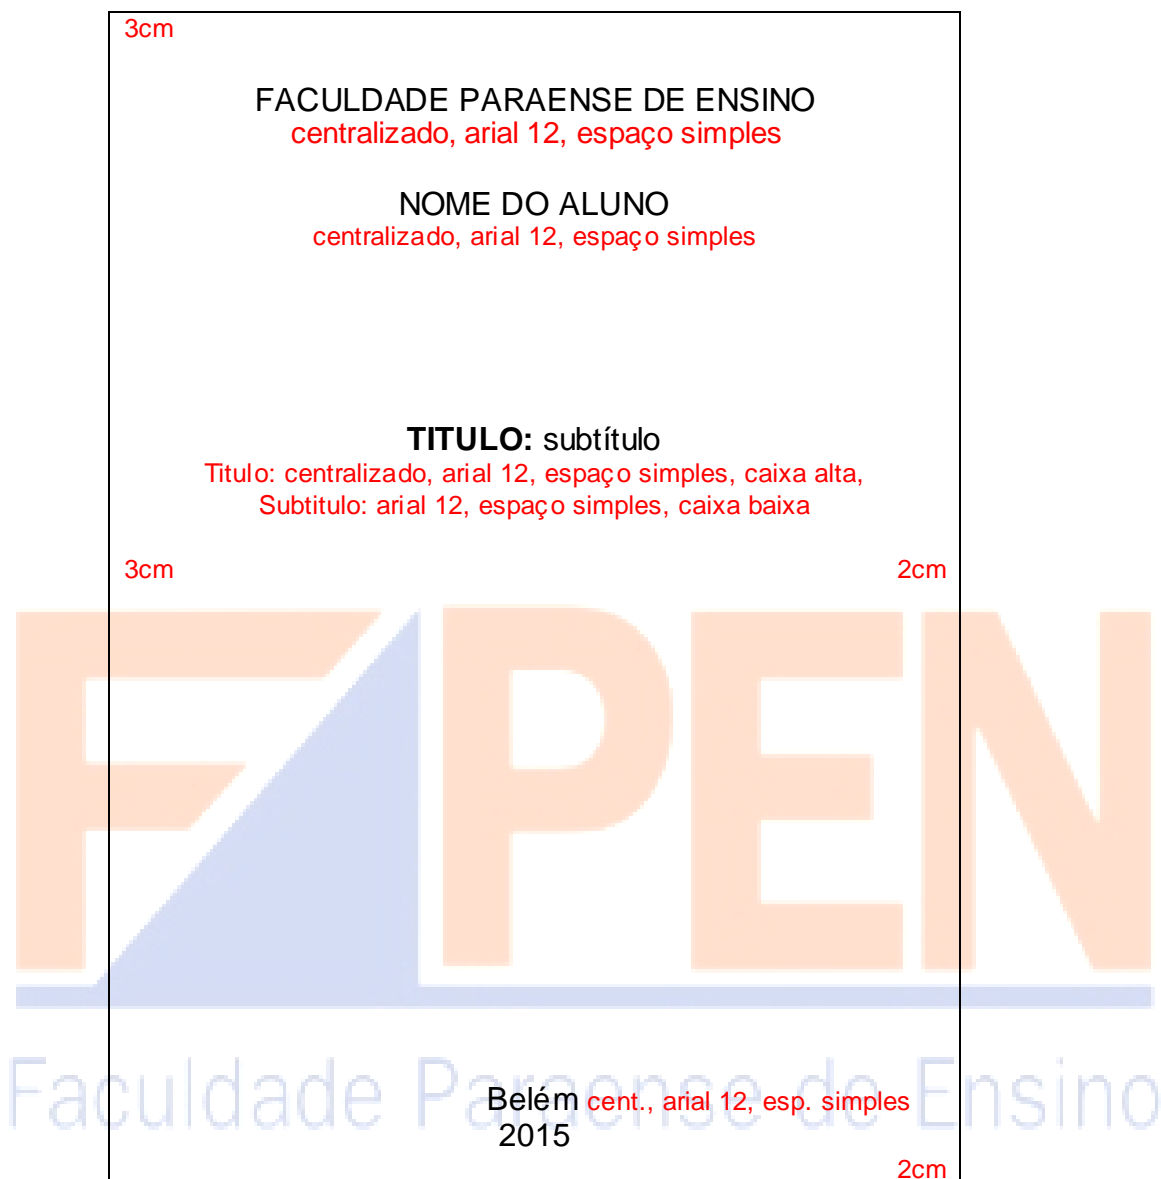 3cm
FACULDADE PARAENSE DE ENSINO
centralizado, arial 12, espaço simples
NOME DO ALUNO
centralizado, arial 12, espaço simples
TITULO: subtítulo
Titulo: centralizado, arial 12, espaço simples, caixa alta,
Subtitulo: arial 12, espaço simples, caixa baixa
3cm 2cm
FAPEN
Faculdade Paraense de Ensino
Belém cent., arial 12, esp. simples
2015
2cm